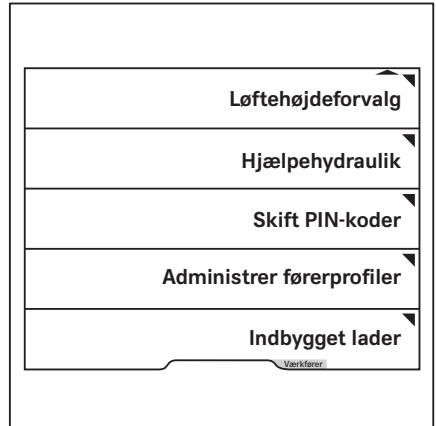 Løftehøjdeforvalg
Hjælpehydraulik
Skift PIN-koder
Administrer førerprofiler
Indbygget lader
Værkfører